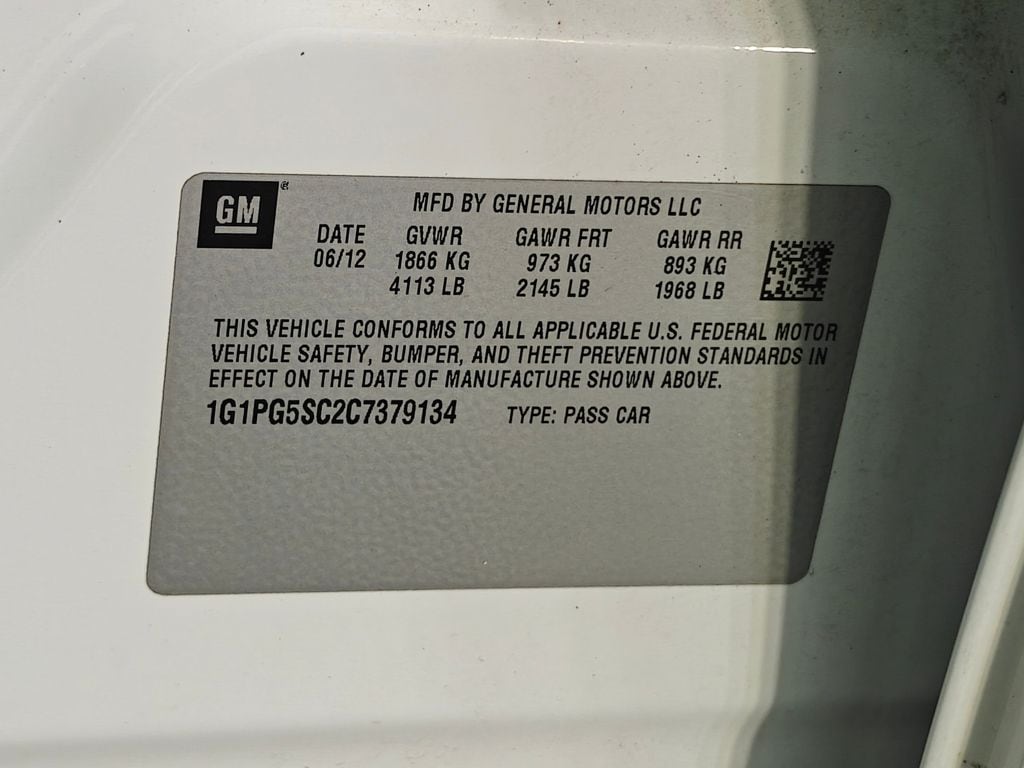 GM®
MFD BY GENERAL MOTORS LLC
DATE GVWR GAWR FRT GAWR RR
06/12 1866 KG 973 KG 893 KG
4113 LB 2145 LB 1968 LB
THIS VEHICLE CONFORMS TO ALL APPLICABLE U.S. FEDERAL MOTOR
VEHICLE SAFETY, BUMPER, AND THEFT PREVENTION STANDARDS IN
EFFECT ON THE DATE OF MANUFACTURE SHOWN ABOVE.
1G1PG5SC2C7379134 TYPE: PASS CAR